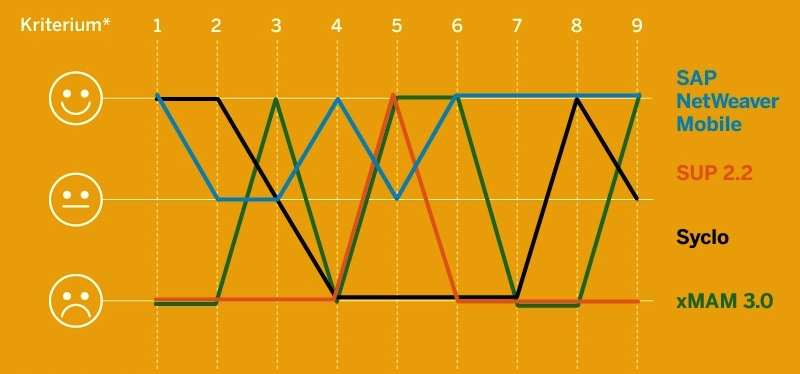 Kriterium* 1 2 3 4 5 6 7 8 9
SAP
NetWeaver
Mobile
SUP 2.2
Syclo
xMAM 3.0